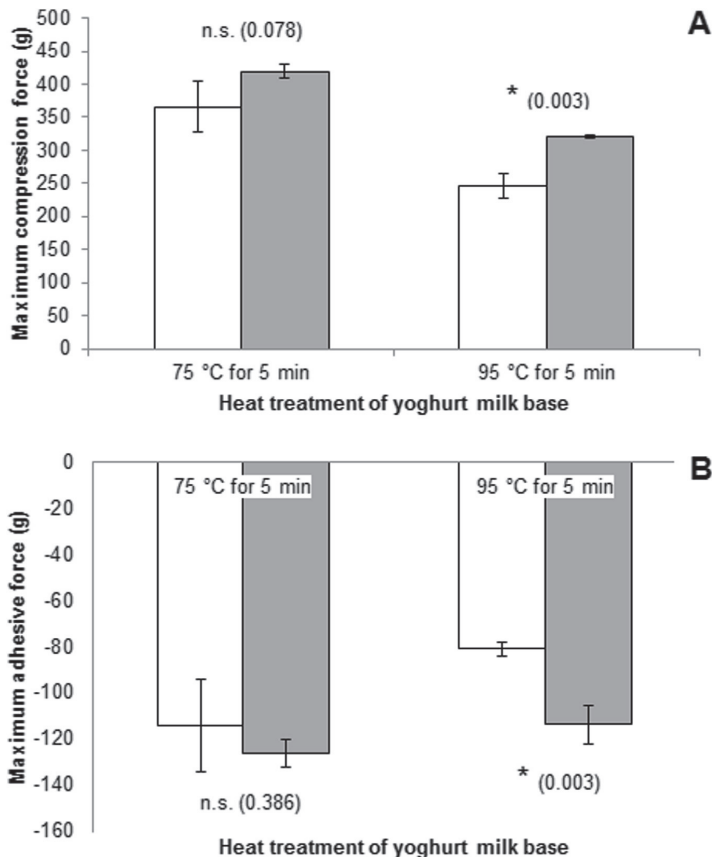 A
Maximum compression force (g)
500
450
400
350
300
250
200
150
100
50
0
n.s. (0.078)
* (0.003)
75 °C for 5 min
95 °C for 5 min
Heat treatment of yoghurt milk base
B
Maximum adhesive force (g)
0
-20
-40
-60
-80
-100
-120
-140
-160
75 °C for 5 min
95 °C for 5 min
n.s. (0.386)
* (0.003)
Heat treatment of yoghurt milk base